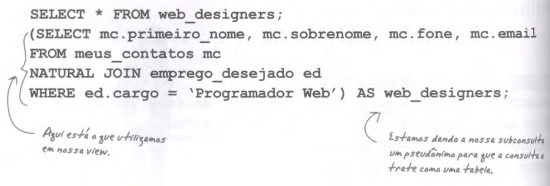 SELECT * FROM web_designers;
(SELECT mc.primeiro_nome, mc.sobrenome, mc.fone, mc.email
FROM meus_contatos mc
NATURAL JOIN emprego_desejado ed
WHERE ed.cargo = ‘Programador Web’) AS web_designers;
Aqui está o que utilizamos
em nossa view.
Estamos dando a nossa subconsulta
um pseudônimo para que a consulta a
trate como uma tabela.